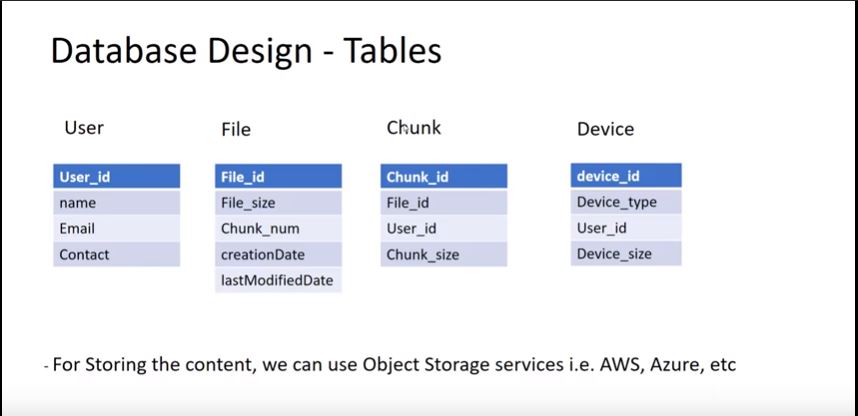 Database Design - Tables
User
File
Chunk
Device
User_id
name
Email
Contact
File_id
File_size
Chunk_num
creationDate
lastModifiedDate
Chunk_id
File_id
User_id
Chunk_size
device_id
Device_type
User_id
Device_size
- For Storing the content, we can use Object Storage services i.e. AWS, Azure, etc